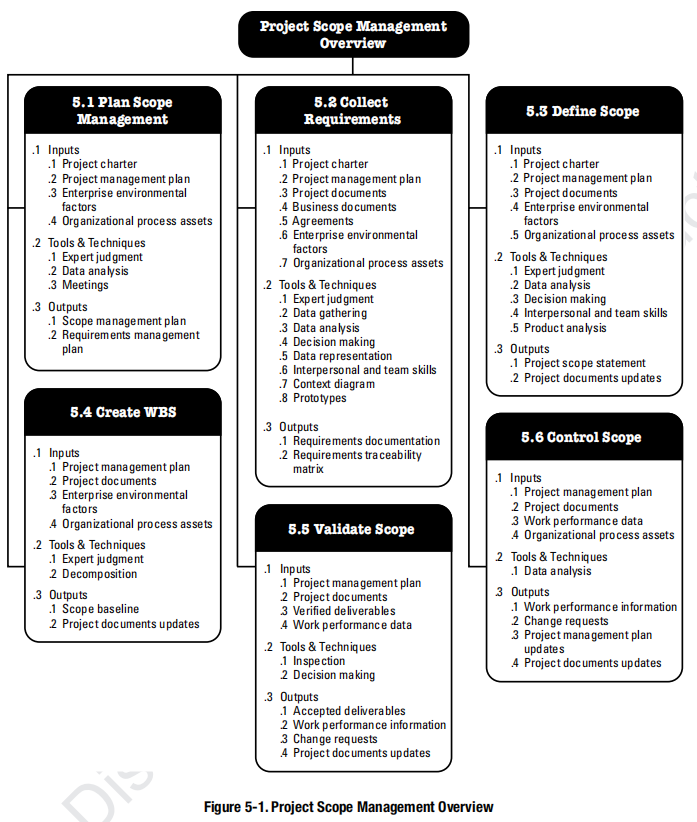 Project Scope Management
Overview
5.1 Plan Scope
Management
.1 Inputs
.1 Project charter
.2 Project management plan
.3 Enterprise environmental
factors
.4 Organizational process assets
.2 Tools & Techniques
.1 Expert judgment
.2 Data analysis
.3 Meetings
.3 Outputs
.1 Scope management plan
.2 Requirements management
plan
5.2 Collect
Requirements
.1 Inputs
.1 Project charter
.2 Project management plan
.3 Project documents
.4 Business documents
.5 Agreements
.6 Enterprise environmental
factors
.7 Organizational process assets
.2 Tools & Techniques
.1 Expert judgment
.2 Data gathering
.3 Data analysis
.4 Decision making
.5 Data representation
.6 Interpersonal and team skills
.7 Context diagram
.8 Prototypes
.3 Outputs
.1 Requirements documentation
.2 Requirements traceability
matrix
5.3 Define Scope
.1 Inputs
.1 Project charter
.2 Project management plan
.3 Project documents
.4 Enterprise environmental
factors
.5 Organizational process assets
.2 Tools & Techniques
.1 Expert judgment
.2 Data analysis
.3 Decision making
.4 Interpersonal and team skills
.5 Product analysis
.3 Outputs
.1 Project scope statement
.2 Project documents updates
5.4 Create WBS
.1 Inputs
.1 Project management plan
.2 Project documents
.3 Enterprise environmental
factors
.4 Organizational process assets
.2 Tools & Techniques
.1 Expert judgment
.2 Decomposition
.3 Outputs
.1 Scope baseline
.2 Project documents updates
5.5 Validate Scope
.1 Inputs
.1 Project management plan
.2 Project documents
.3 Verified deliverables
.4 Work performance data
.2 Tools & Techniques
.1 Inspection
.2 Decision making
.3 Outputs
.1 Accepted deliverables
.2 Work performance information
.3 Change requests
.4 Project documents updates
5.6 Control Scope
.1 Inputs
.1 Project management plan
.2 Project documents
.3 Work performance data
.4 Organizational process assets
.2 Tools & Techniques
.1 Data analysis
.3 Outputs
.1 Work performance information
.2 Change requests
.3 Project management plan
updates
.4 Project documents updates
Figure 5-1. Project Scope Management Overview